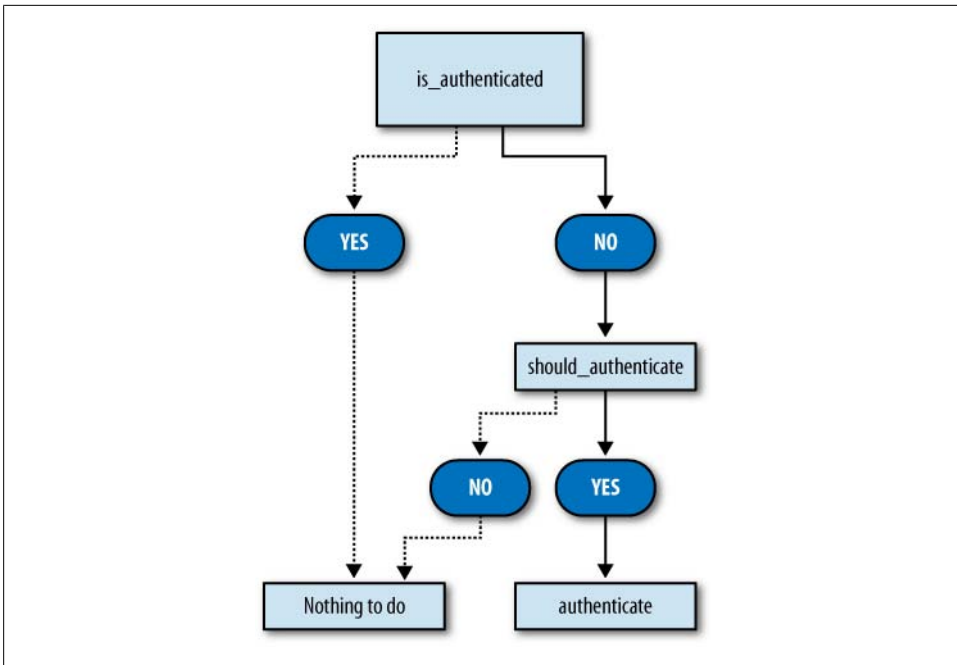 is_authenticated
YES
NO
should_authenticate
NO
YES
Nothing to do
authenticate